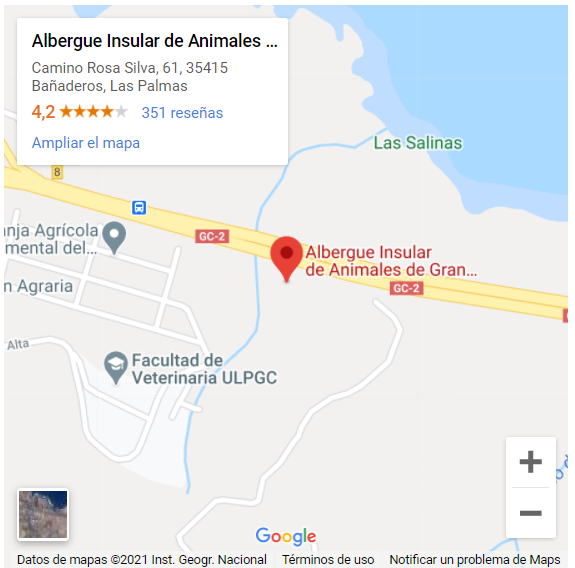 Albergue Insular de Animales ...
Camino Rosa Silva, 61, 35415
Bañaderos, Las Palmas
4,2
351 reseñas
Ampliar el mapa
Las Salinas
8
GC-2
anja Agrícola
mental del...
Albergue Insular
de Animales de Gran...
GC-2
n Agraria
Alta
Facultad de
Veterinaria ULPGC
Google
Datos de mapas ©2021 Inst. Geogr. Nacional
Términos de uso
Notificar un problema de Maps